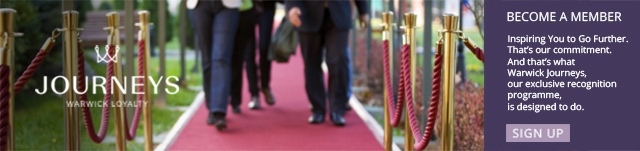 JOURNEYS
WARWICK LOYALTY
BECOME A MEMBER
Inspiring You to Go Further.
That's our commitment.
And that's what
Warwick Journeys,
our exclusive recognition
programme,
is designed to do.
SIGN UP